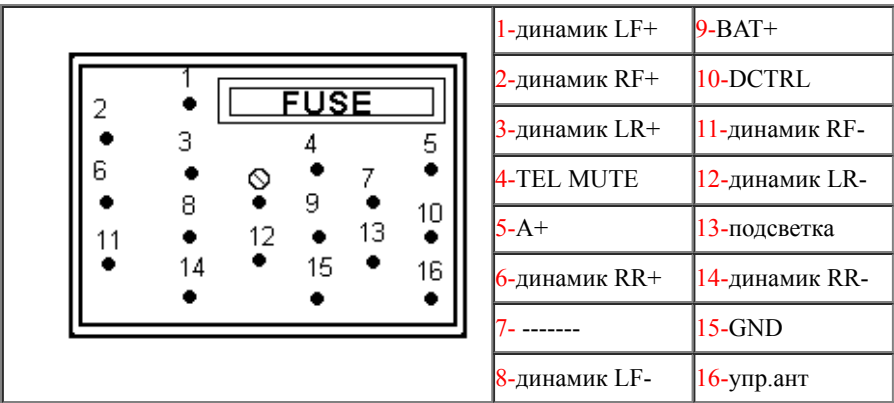 1
FUSE
2
3
4
5
6
7
8
9
10
11
12
13
14
15
16
1-динамик LF+
9-BAT+
2-динамик RF+
10-DCTRL
3-динамик LR+
11-динамик RF-
4-TEL MUTE
12-динамик LR-
5-A+
13-подсветка
6-динамик RR+
14-динамик RR-
7- -------
15-GND
8-динамик LF-
16-упр.ант